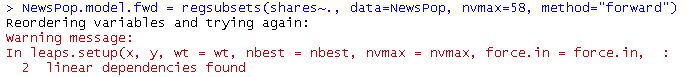 > NewsPop.model.fwd = regsubsets(shares~., data=NewsPop, nvmax=58, method="forward")
Reordering variables and trying again:
Warning message:
In leaps.setup(x, y, wt = wt, nbest = nbest, nvmax = nvmax, force.in = force.in,  :
  2  linear dependencies found